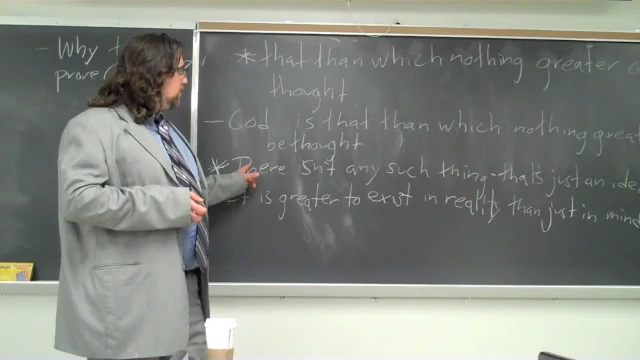 - Why
prove
* that than which nothing greater
thought
- God is that than which nothing grea
be thought
* There isn't any such thing - that's just an ide
It is greater to exist in reality than just in mind